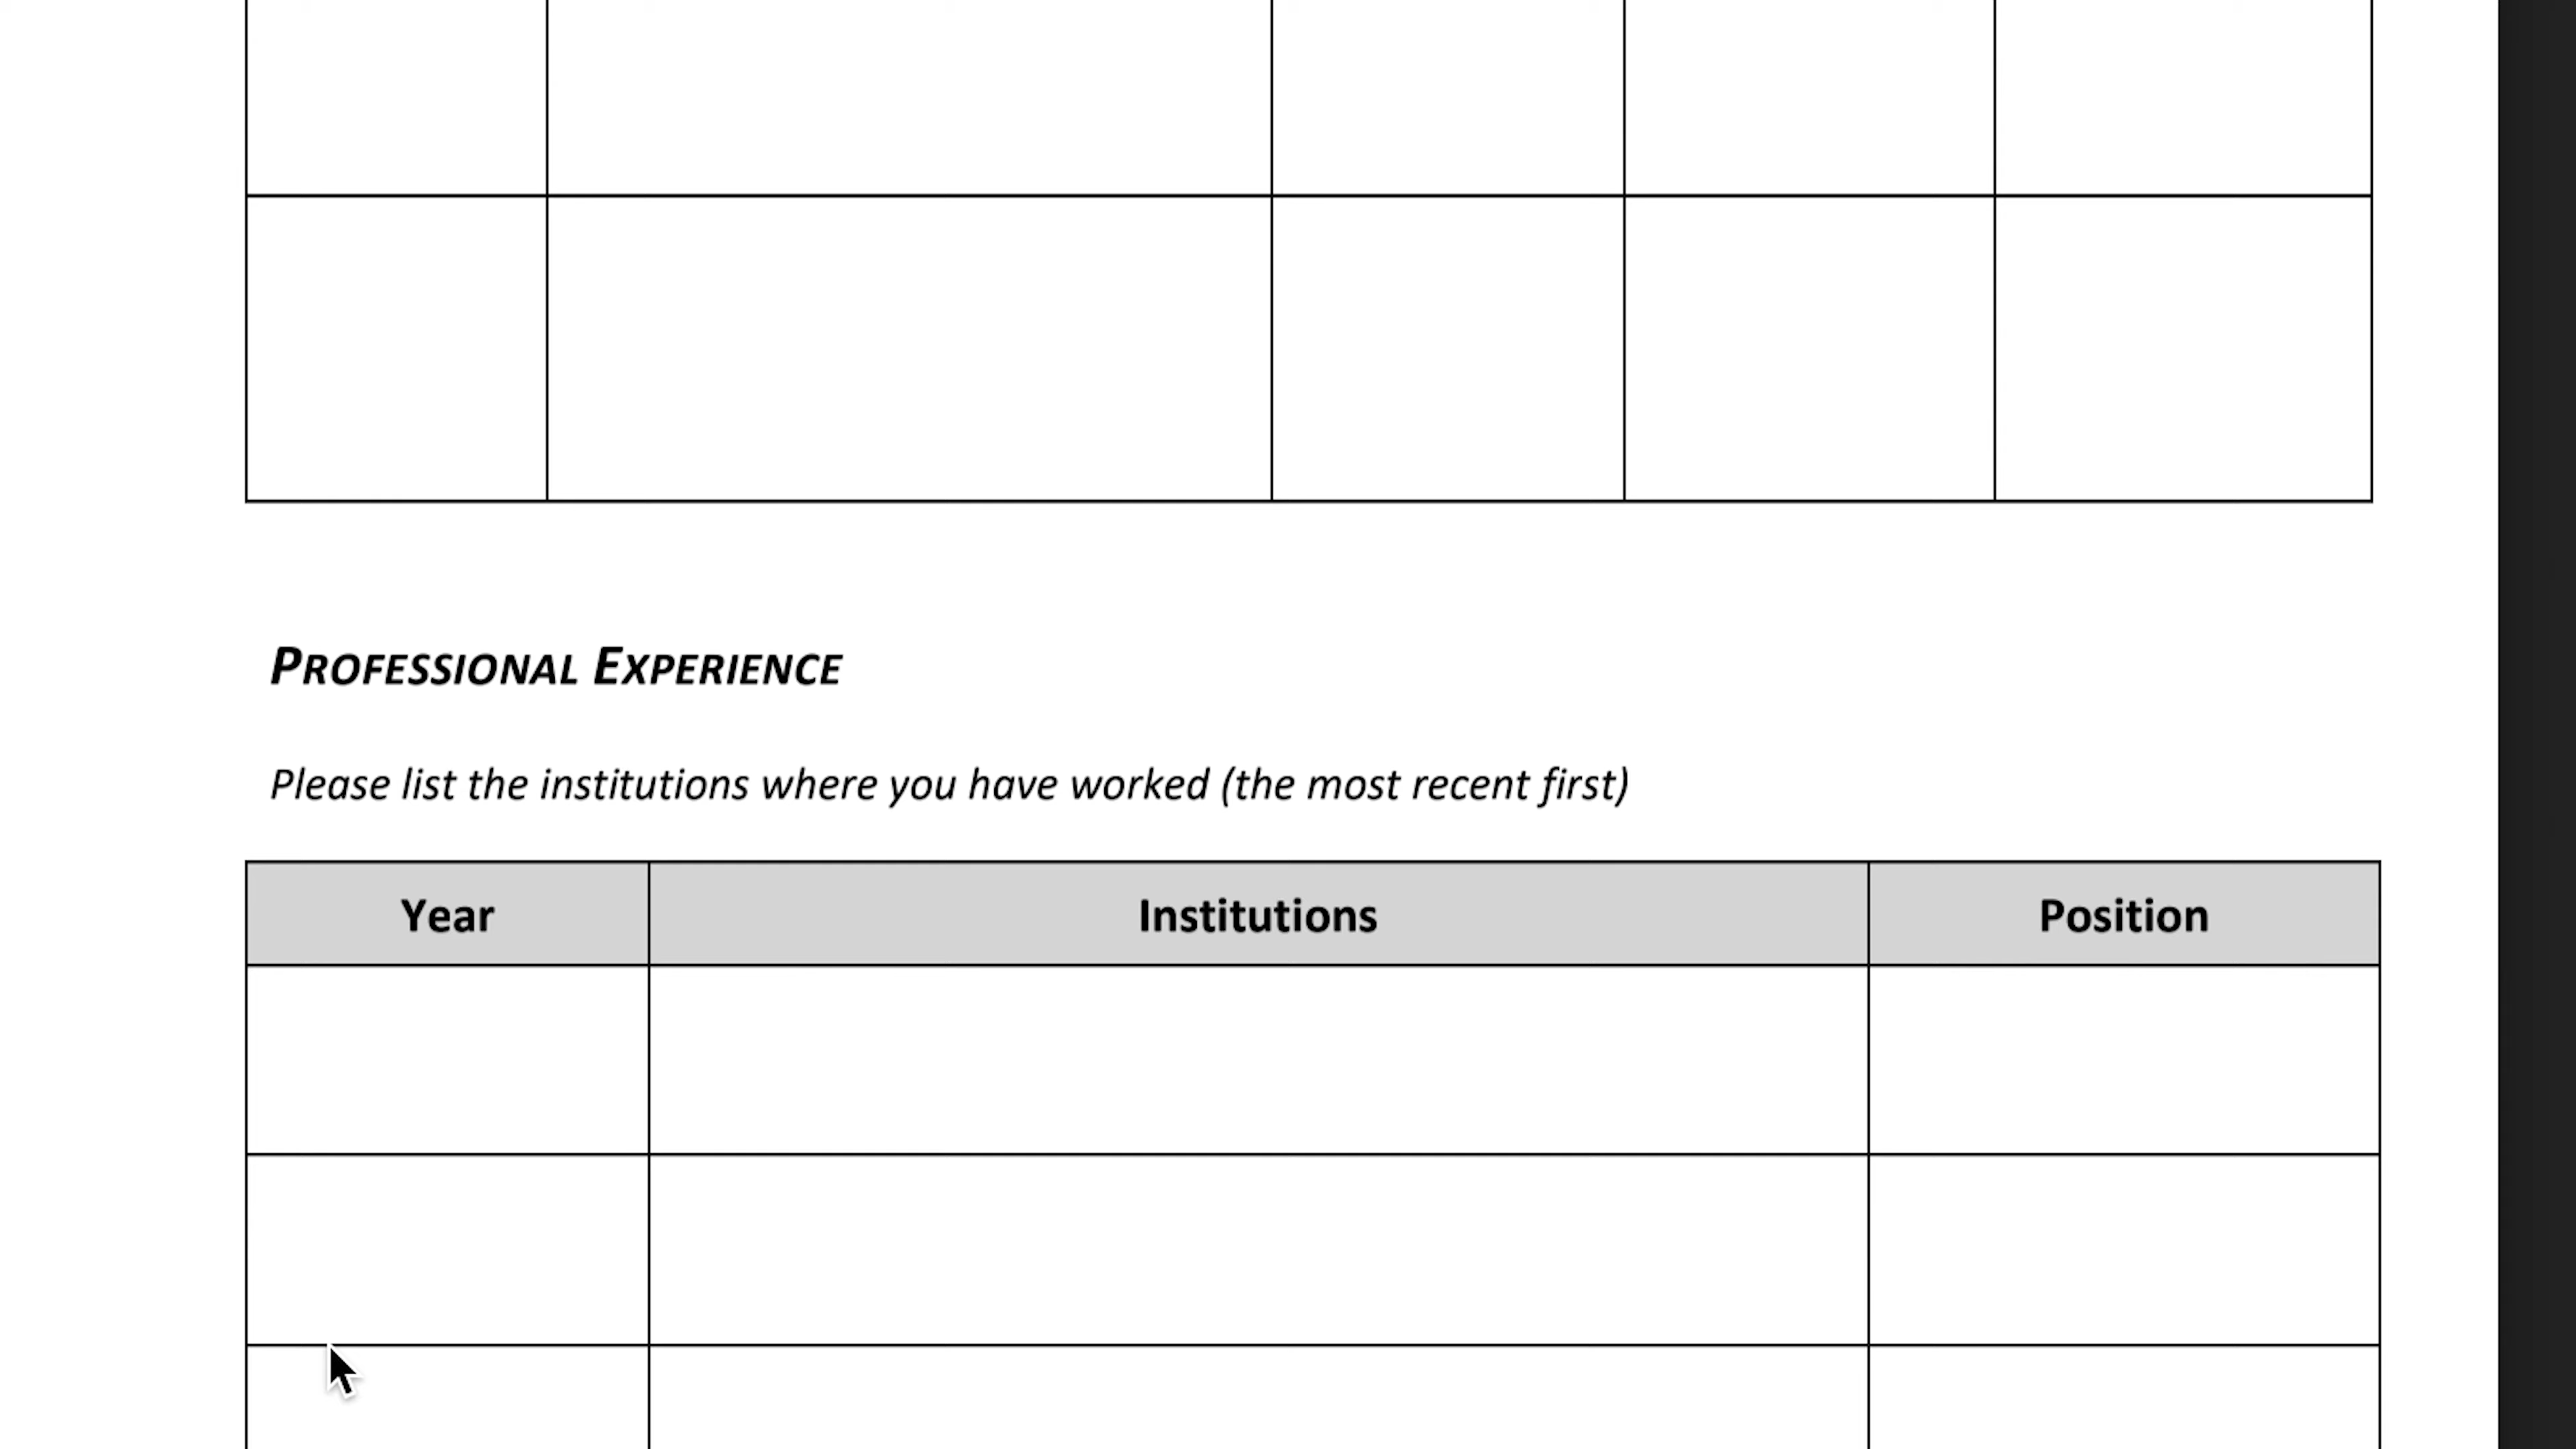 PROFESSIONAL EXPERIENCE
Please list the institutions where you have worked (the most recent first)
Year Institutions Position